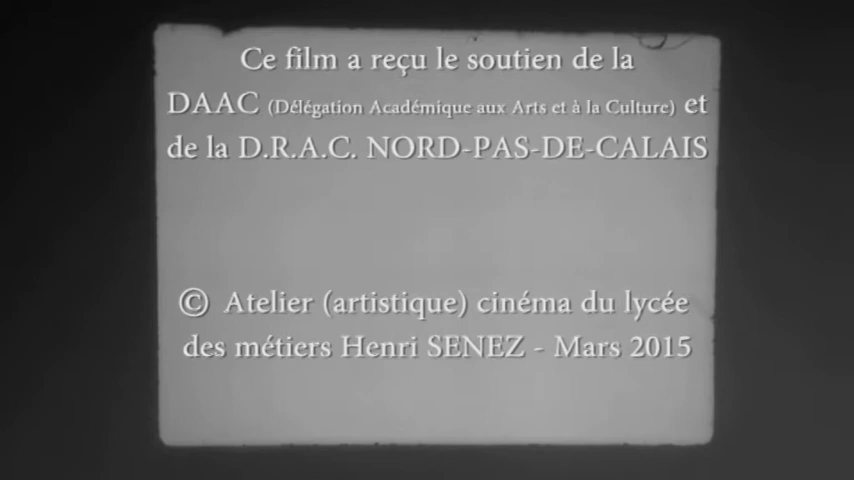 Ce film a reçu le soutien de la
DAAC (Délégation Académique aux Arts et à la Culture) et
de la D.R.A.C. NORD-PAS-DE-CALAIS
© Atelier (artistique) cinéma du lycée
des métiers Henri SENEZ - Mars 2015